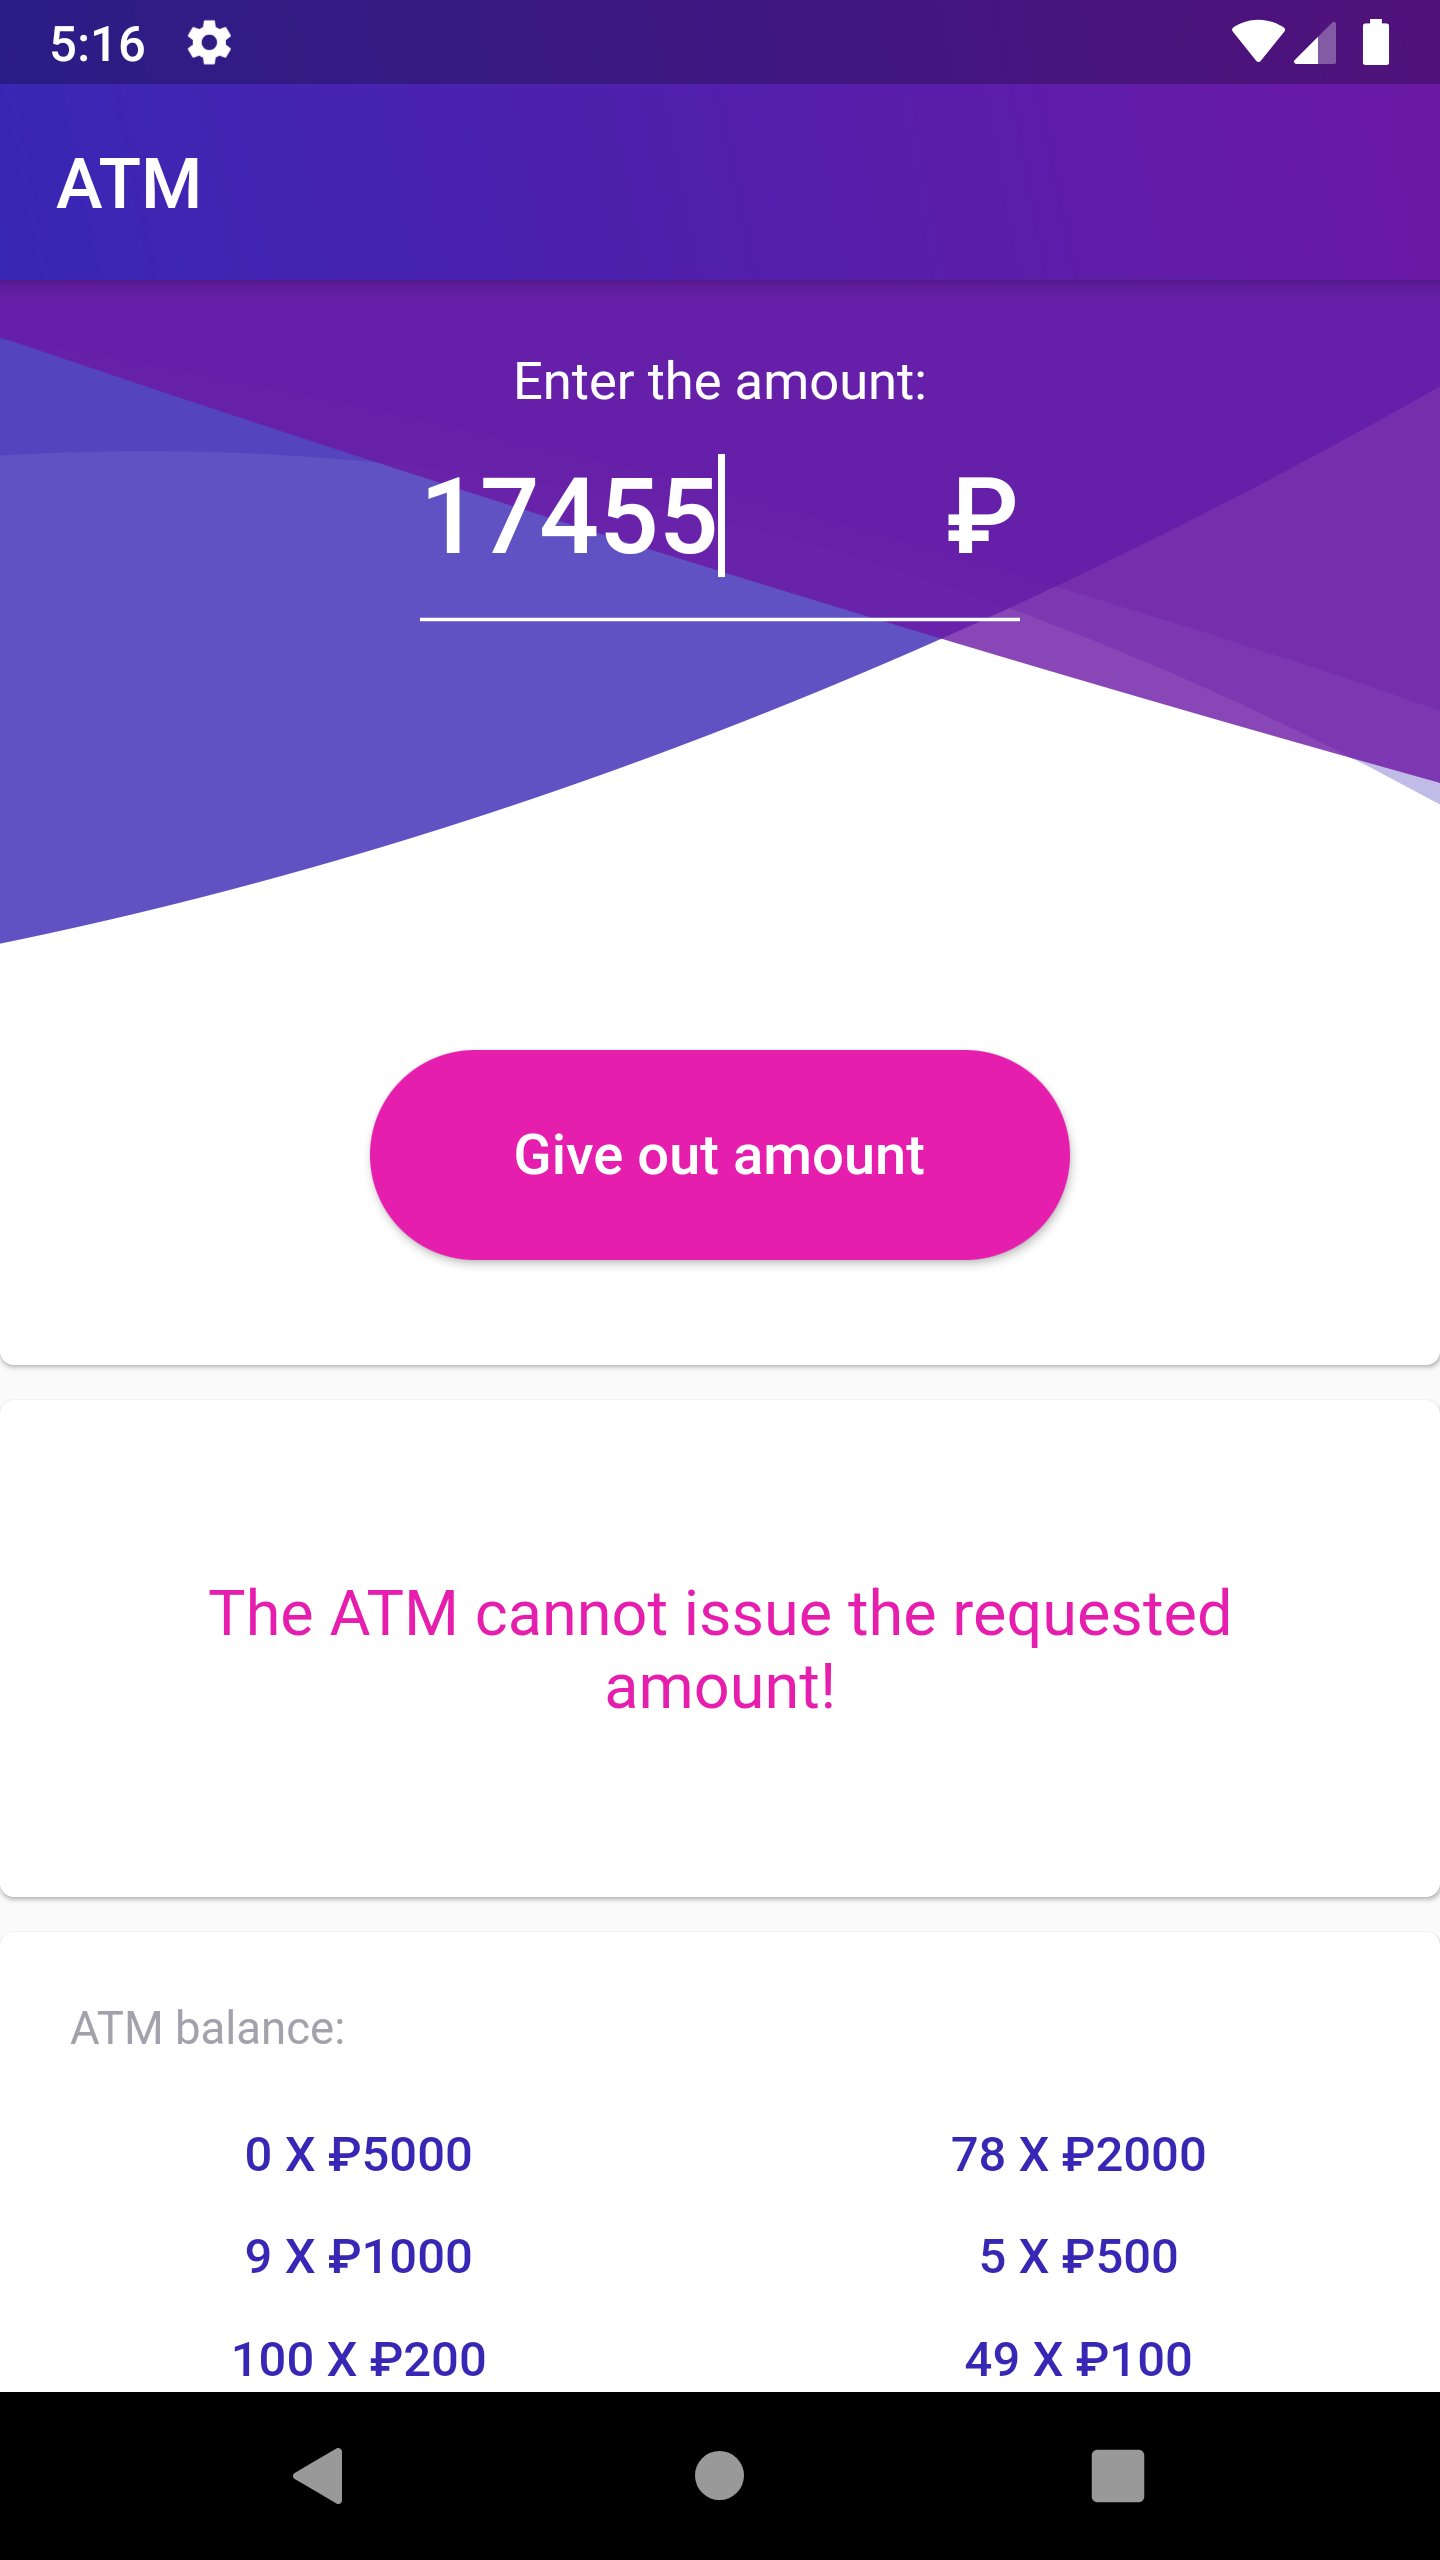 5:16
ATM
Enter the amount:
17455 ₽
Give out amount
The ATM cannot issue the requested
amount!
ATM balance:
0 X ₽5000 78 X ₽2000
9 X ₽1000 5 X ₽500
100 X ₽200 49 X ₽100